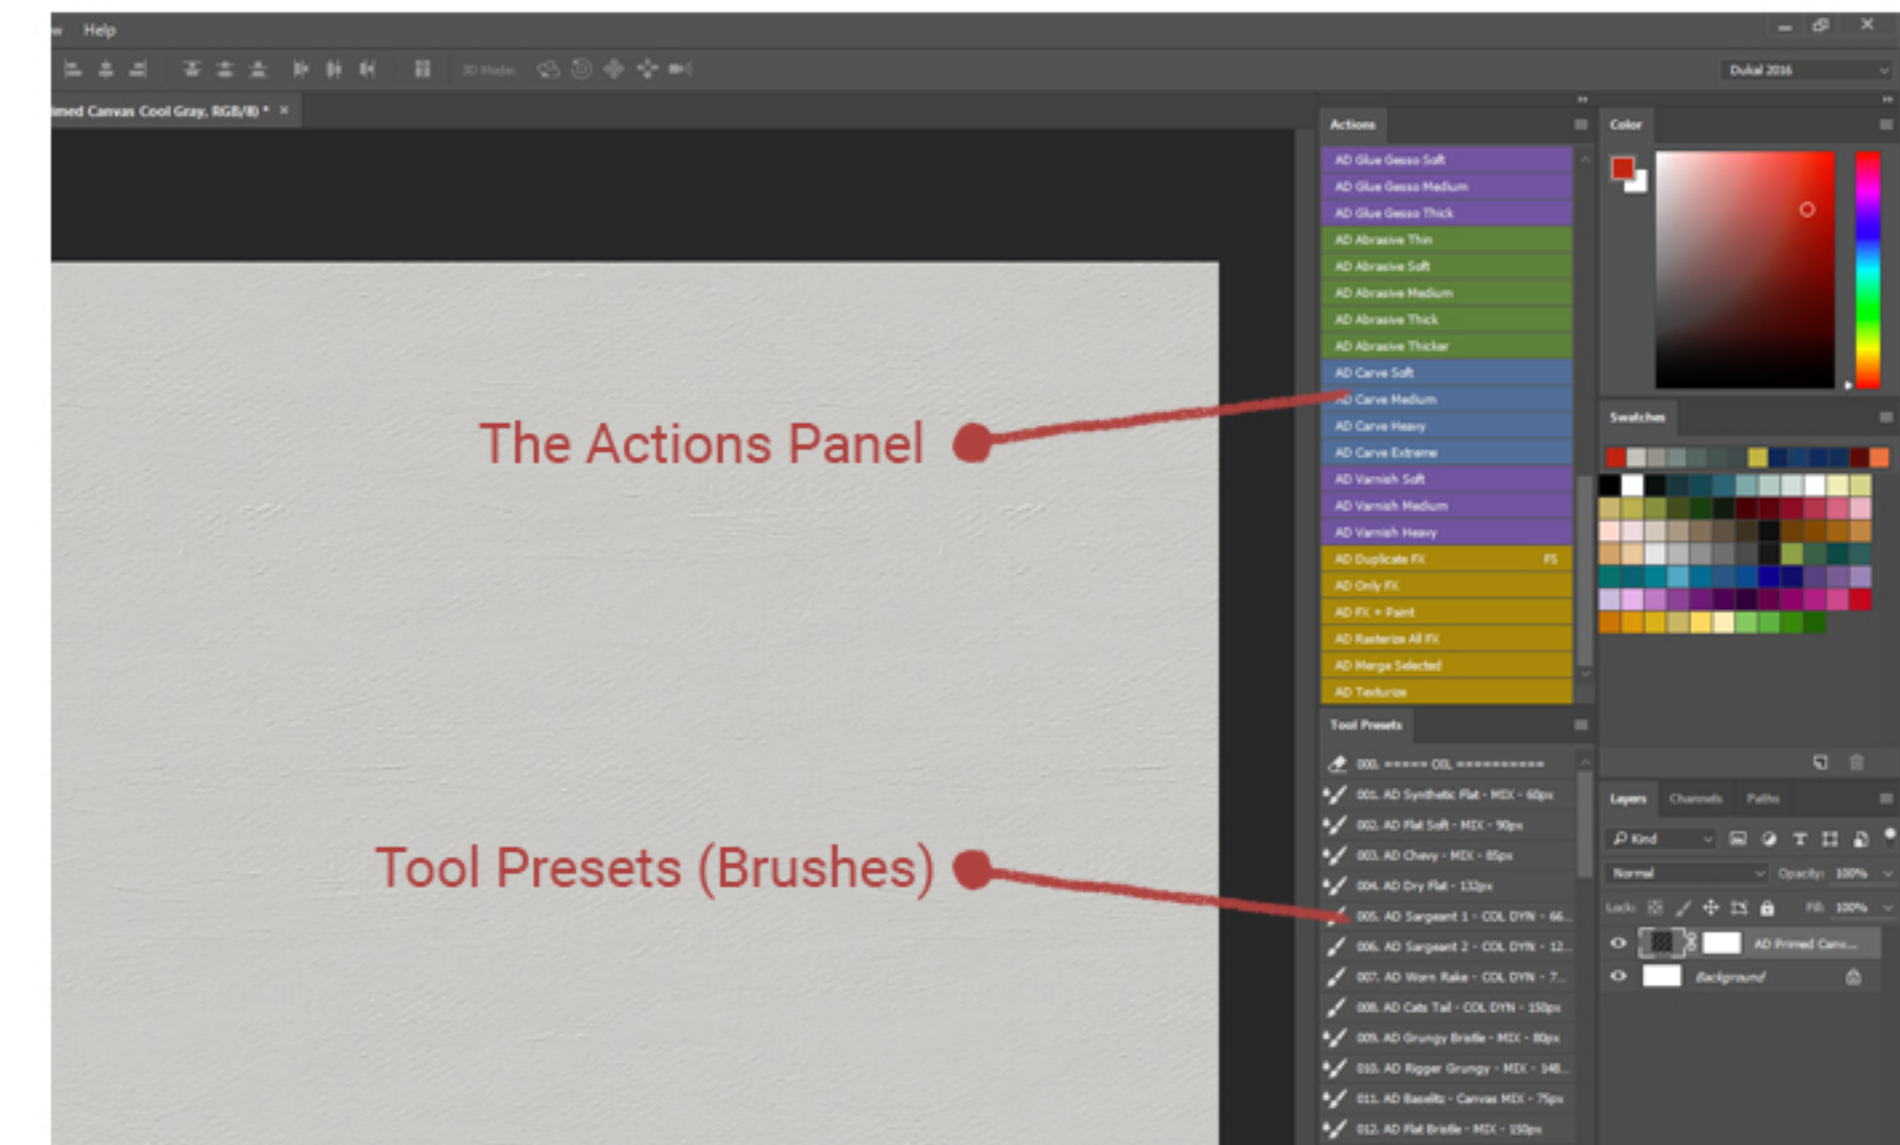 Help
3D Mode:
Dukal 2016
imed Canvas Cool Gray, RGB/8) * ×
Actions
AD Glue Gesso Soft
AD Glue Gesso Medium
AD Glue Gesso Thick
AD Abrasive Thin
AD Abrasive Soft
AD Abrasive Medium
AD Abrasive Thick
AD Abrasive Thicker
AD Carve Soft
AD Carve Medium
AD Carve Heavy
AD Carve Extreme
AD Varnish Soft
AD Varnish Medium
AD Varnish Heavy
AD Duplicate FX F5
AD Only FX
AD FX + Paint
AD Rasterize All FX
AD Merge Selected
AD Texturize
The Actions Panel
Tool Presets (Brushes)
Tool Presets
000. ===== OIL ==========
001. AD Synthetic Flat - MIX - 60px
002. AD Flat Soft - MIX - 90px
003. AD Chevy - MIX - 85px
004. AD Dry Flat - 132px
005. AD Sargeant 1 - COL DYN - 66...
006. AD Sargeant 2 - COL DYN - 12...
007. AD Worn Rake - COL DYN - 7...
008. AD Cats Tail - COL DYN - 150px
009. AD Grungy Bristle - MIX - 80px
010. AD Rigger Grungy - MIX - 148...
011. AD Baselitz - Canvas MIX - 75px
012. AD Flat Bristle - MIX - 150px
Color
Swatches
Layers Channels Paths
Kind
Normal Opacity: 100%
Lock: Fill: 100%
AD Primed Canv...
Background